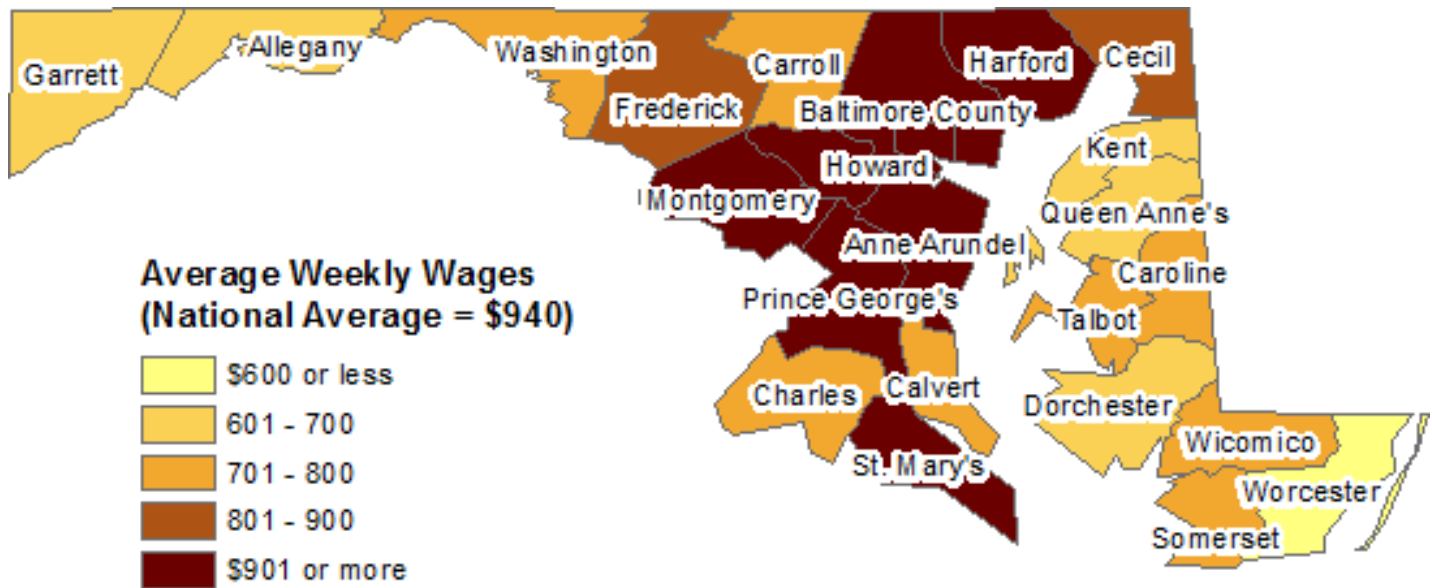 Garrett
Allegany
Washington
Frederick
Carroll
Baltimore County
Harford
Cecil
Howard
Montgomery
Anne Arundel
Prince George's
Charles
Calvert
St. Mary's
Kent
Queen Anne's
Caroline
Talbot
Dorchester
Wicomico
Worcester
Somerset
Average Weekly Wages
(National Average = $940)
$600 or less
601 - 700
701 - 800
801 - 900
$901 or more